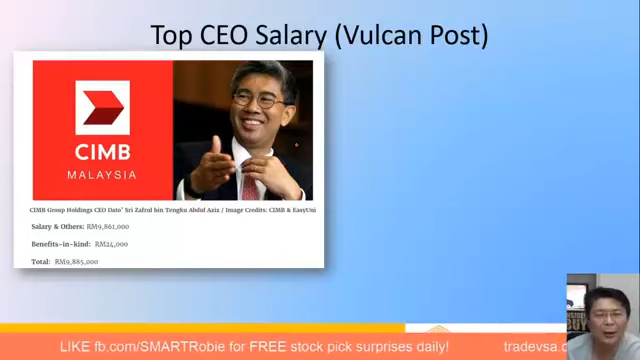 Top CEO Salary (Vulcan Post)
CIMB
MALAYSIA
CIMB Group Holdings CEO Dato' Sri Zafrul bin Tengku Abdul Aziz / Image Credits: CIMB & EasyUni
Salary & Others: RM9,861,000
Benefits-in-kind: RM24,000
Total: RM9,885,000
BUY
LIKE fb.com/SMARTRobie for FREE stock pick surprises daily!
tradevsa.c